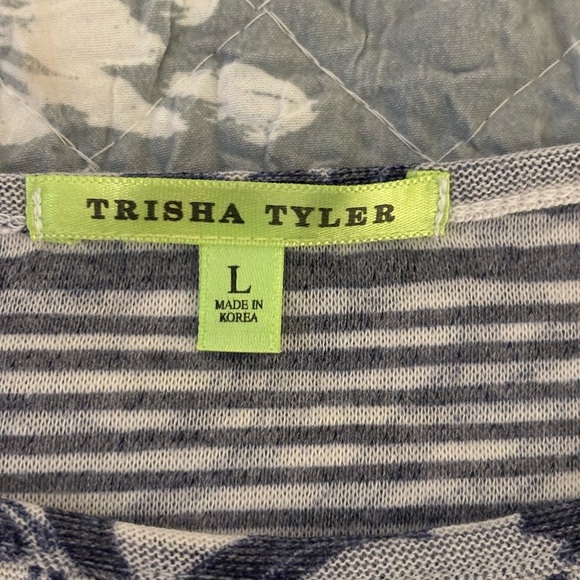 TRISHA TYLER
L
MADE IN
KOREA